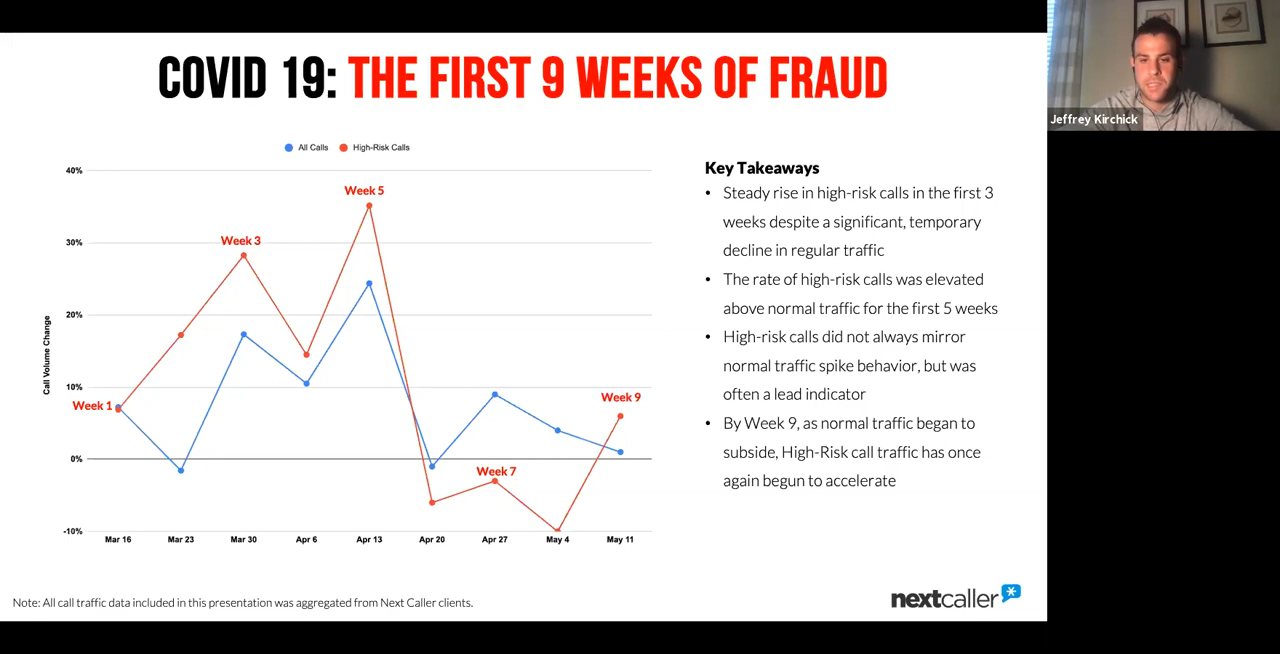 COVID 19: THE FIRST 9 WEEKS OF FRAUD
Jeffrey Kirchick
All Calls High-Risk Calls
40%
30%
20%
10%
0%
-10%
Call Volume Change
Week 1
Week 3
Week 5
Week 7
Week 9
Mar 16 Mar 23 Mar 30 Apr 6 Apr 13 Apr 20 Apr 27 May 4 May 11
Key Takeaways
• Steady rise in high-risk calls in the first 3
weeks despite a significant, temporary
decline in regular traffic
• The rate of high-risk calls was elevated
above normal traffic for the first 5 weeks
• High-risk calls did not always mirror
normal traffic spike behavior, but was
often a lead indicator
• By Week 9, as normal traffic began to
subside, High-Risk call traffic has once
again begun to accelerate
Note: All call traffic data included in this presentation was aggregated from Next Caller clients.
nextcaller